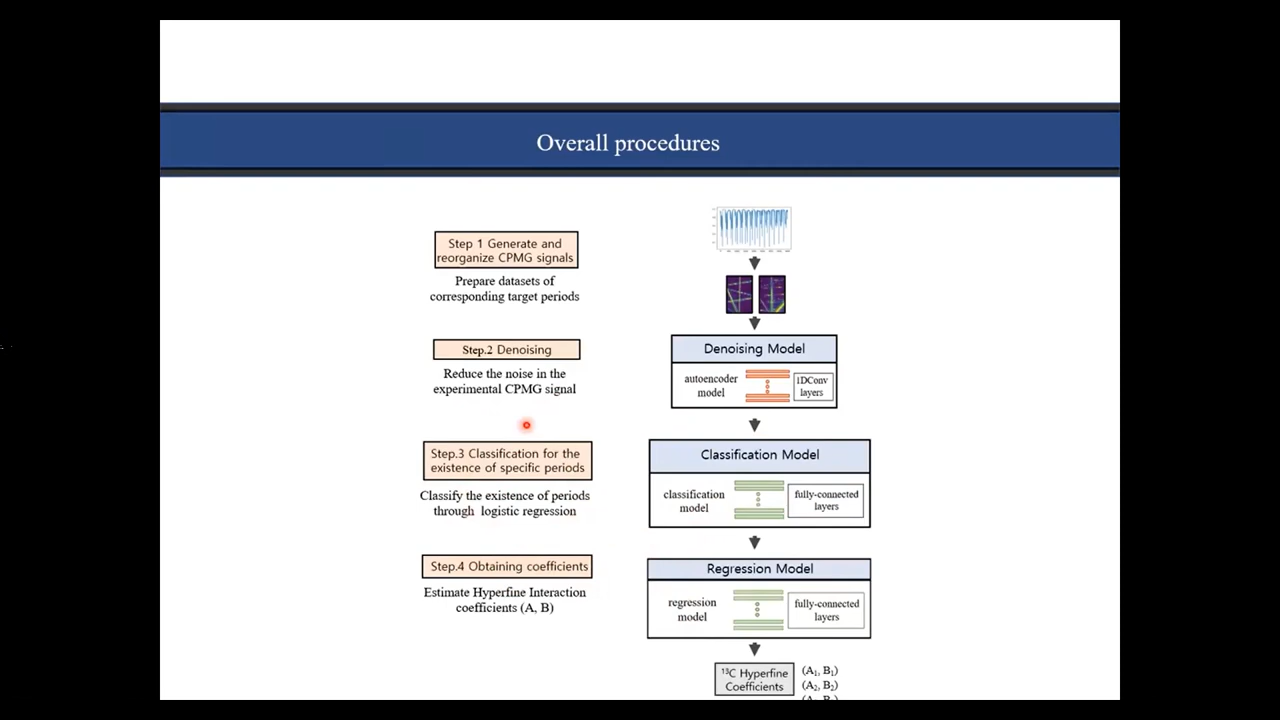 Overall procedures
Step 1 Generate and
reorganize CPMG signals
Prepare datasets of
corresponding target periods
Step.2 Denoising
Reduce the noise in the
experimental CPMG signal
Step.3 Classification for the
existence of specific periods
Classify the existence of periods
through logistic regression
Step.4 Obtaining coefficients
Estimate Hyperfine Interaction
coefficients (A, B)
Denoising Model
autoencoder
model
1DConv
layers
Classification Model
classification
model
fully-connected
layers
Regression Model
regression
model
fully-connected
layers
¹³C Hyperfine
Coefficients
(A₁, B₁)
(A₂, B₂)